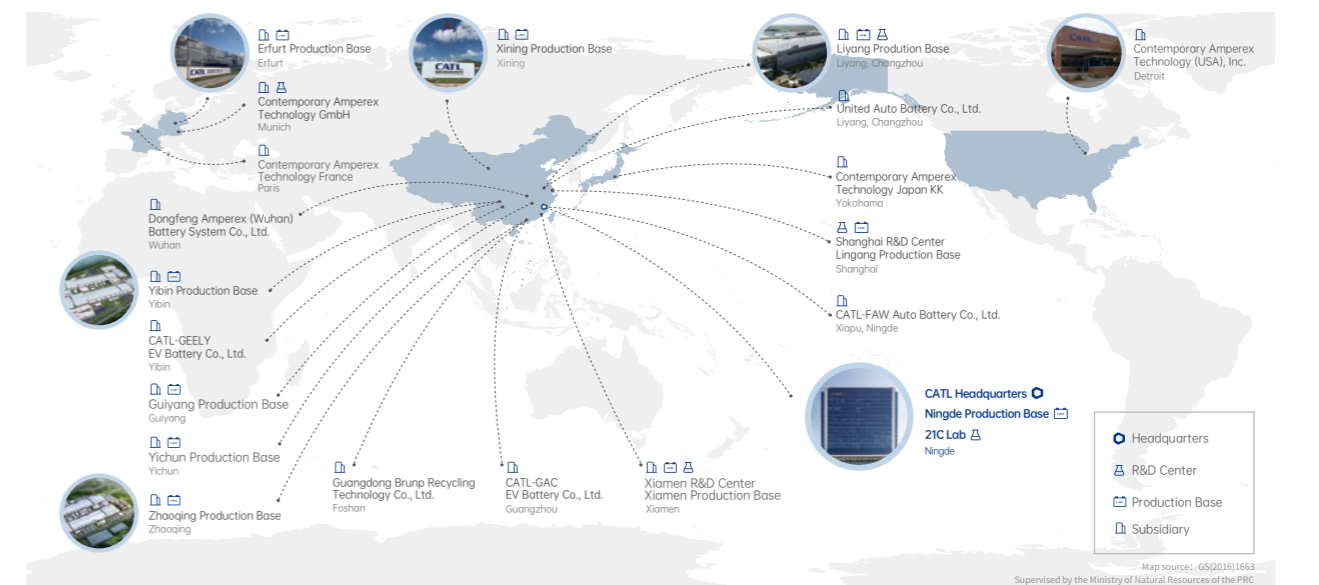 Erfurt Production Base
Erfurt
Contemporary Amperex
Technology GmbH
Munich
Contemporary Amperex
Technology France
Paris
Dongfeng Amperex (Wuhan)
Battery System Co., Ltd.
Wuhan
Yibin Production Base
Yibin
CATL-GEELY
EV Battery Co., Ltd.
Yibin
Guiyang Production Base
Guiyang
Yichun Production Base
Yichun
Zhaoqing Production Base
Zhaoqing
CATL
Xining Production Base
Xining
CATL
Guangdong Brunp Recycling
Technology Co., Ltd.
Foshan
CATL-GAC
EV Battery Co., Ltd.
Guangzhou
Xiamen R&D Center
Xiamen Production Base
Xiamen
Liyang Prodution Base
Liyang, Changzhou
United Auto Battery Co., Ltd.
Liyang, Changzhou
Contemporary Amperex
Technology Japan KK
Yokohama
Shanghai R&D Center
Lingang Production Base
Shanghai
CATL-FAW Auto Battery Co., Ltd.
Xiapu, Ningde
CATL Headquarters
Ningde Production Base
21C Lab
Ningde
CATL
Contemporary Amperex
Technology (USA), Inc.
Detroit
Headquarters
R&D Center
Production Base
Subsidiary
Map source: GS(2016)1663
Supervised by the Ministry of Natural Resources of the PRC